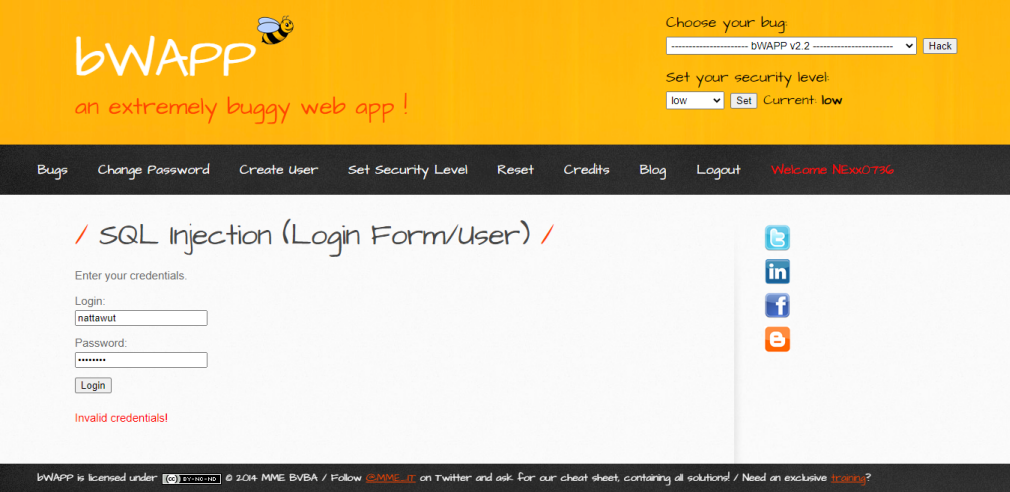 bWAPP
an extremely buggy web app !
Choose your bug:
---------------------- bWAPP v2.2 ----------------------- Hack
Set your security level:
low Set Current: low
Bugs Change Password Create User Set Security Level Reset Credits Blog Logout Welcome NExx0736
/ SQL Injection (Login Form/User) /
Enter your credentials.
Login:
nattawut
Password:
••••••••
Login
Invalid credentials!
bWAPP is licensed under (cc) BY-NC-ND © 2014 MME BVBA / Follow @MME_IT on Twitter and ask for our cheat sheet, containing all solutions! / Need an exclusive training?